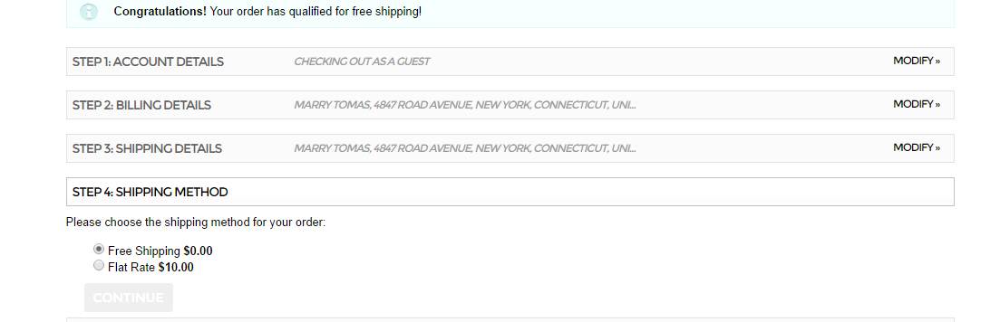 Congratulations! Your order has qualified for free shipping!
STEP 1: ACCOUNT DETAILS CHECKING OUT AS A GUEST MODIFY »
STEP 2: BILLING DETAILS MARRY TOMAS, 4847 ROAD AVENUE, NEW YORK, CONNECTICUT, UNI... MODIFY »
STEP 3: SHIPPING DETAILS MARRY TOMAS, 4847 ROAD AVENUE, NEW YORK, CONNECTICUT, UNI... MODIFY »
STEP 4: SHIPPING METHOD
Please choose the shipping method for your order:
Free Shipping $0.00
Flat Rate $10.00
CONTINUE